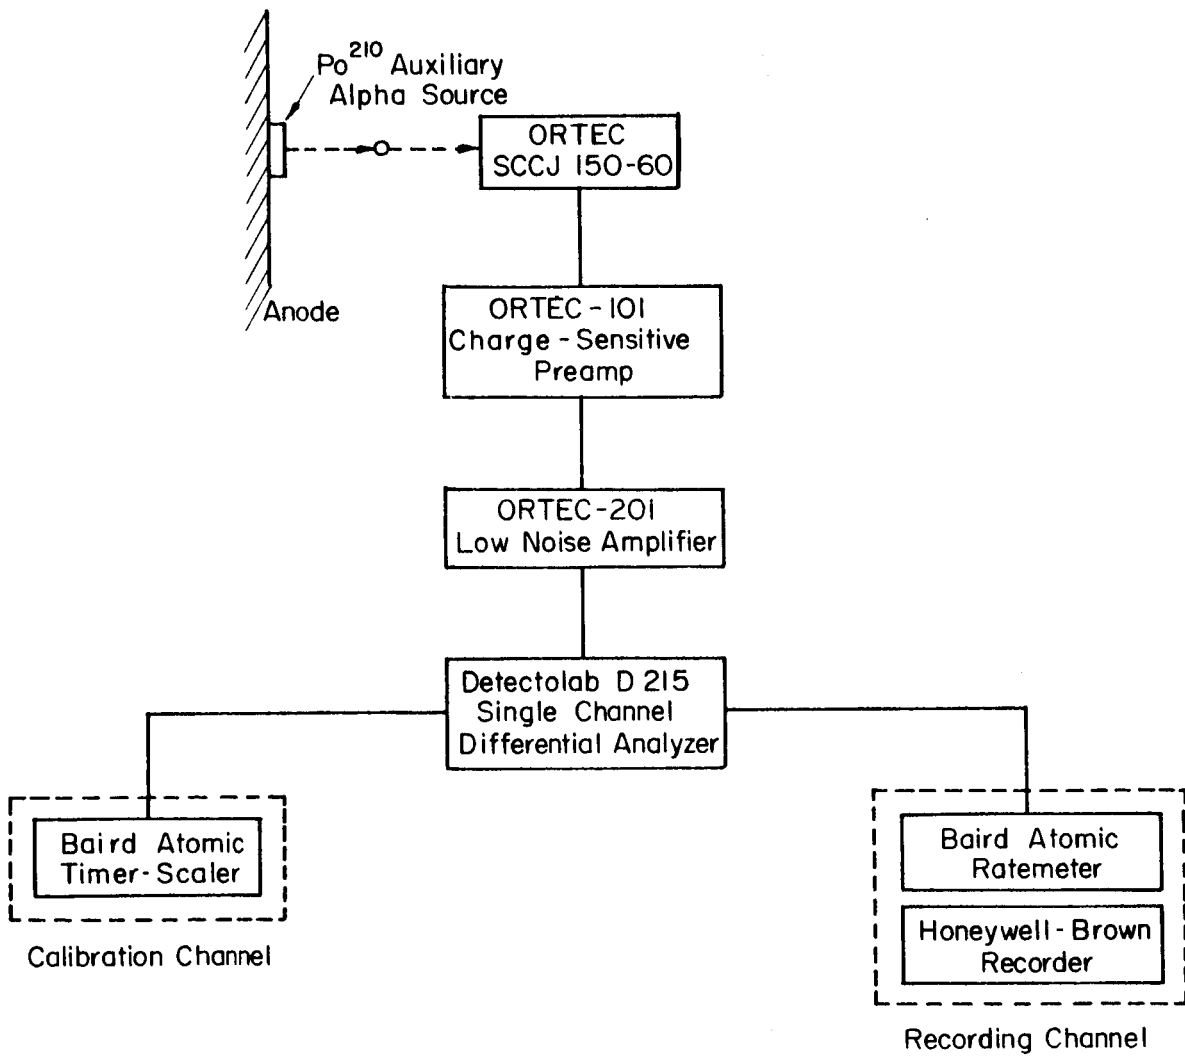 Po210 Auxiliary
Alpha Source
ORTEC
SCCJ 150-60
Anode
ORTEC-101
Charge-Sensitive
Preamp
ORTEC-201
Low Noise Amplifier
Detectolab D 215
Single Channel
Differential Analyzer
Baird Atomic
Timer-Scaler
Calibration Channel
Baird Atomic
Ratemeter
Honeywell-Brown
Recorder
Recording Channel